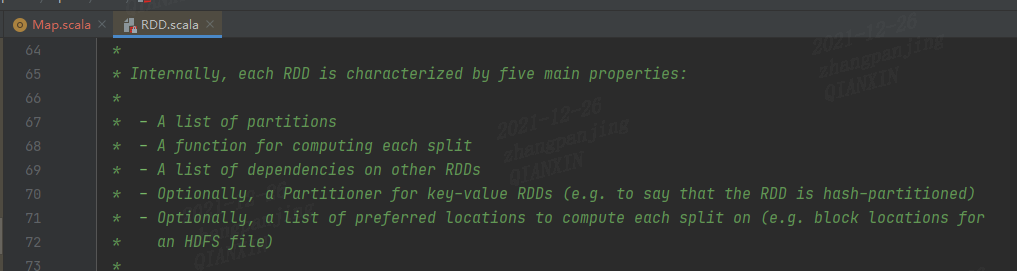 Map.scala × RDD.scala ×
64 *
65 * Internally, each RDD is characterized by five main properties:
66 *
67 * - A list of partitions
68 * - A function for computing each split
69 * - A list of dependencies on other RDDs
70 * - Optionally, a Partitioner for key-value RDDs (e.g. to say that the RDD is hash-partitioned)
71 * - Optionally, a list of preferred locations to compute each split on (e.g. block locations for
72 * an HDFS file)
73 *
2021-12-26
zhangpanjing
QIANXIN
2021-12-26
zhangpanjing
QIANXIN
zhangpanjing
QIANXIN